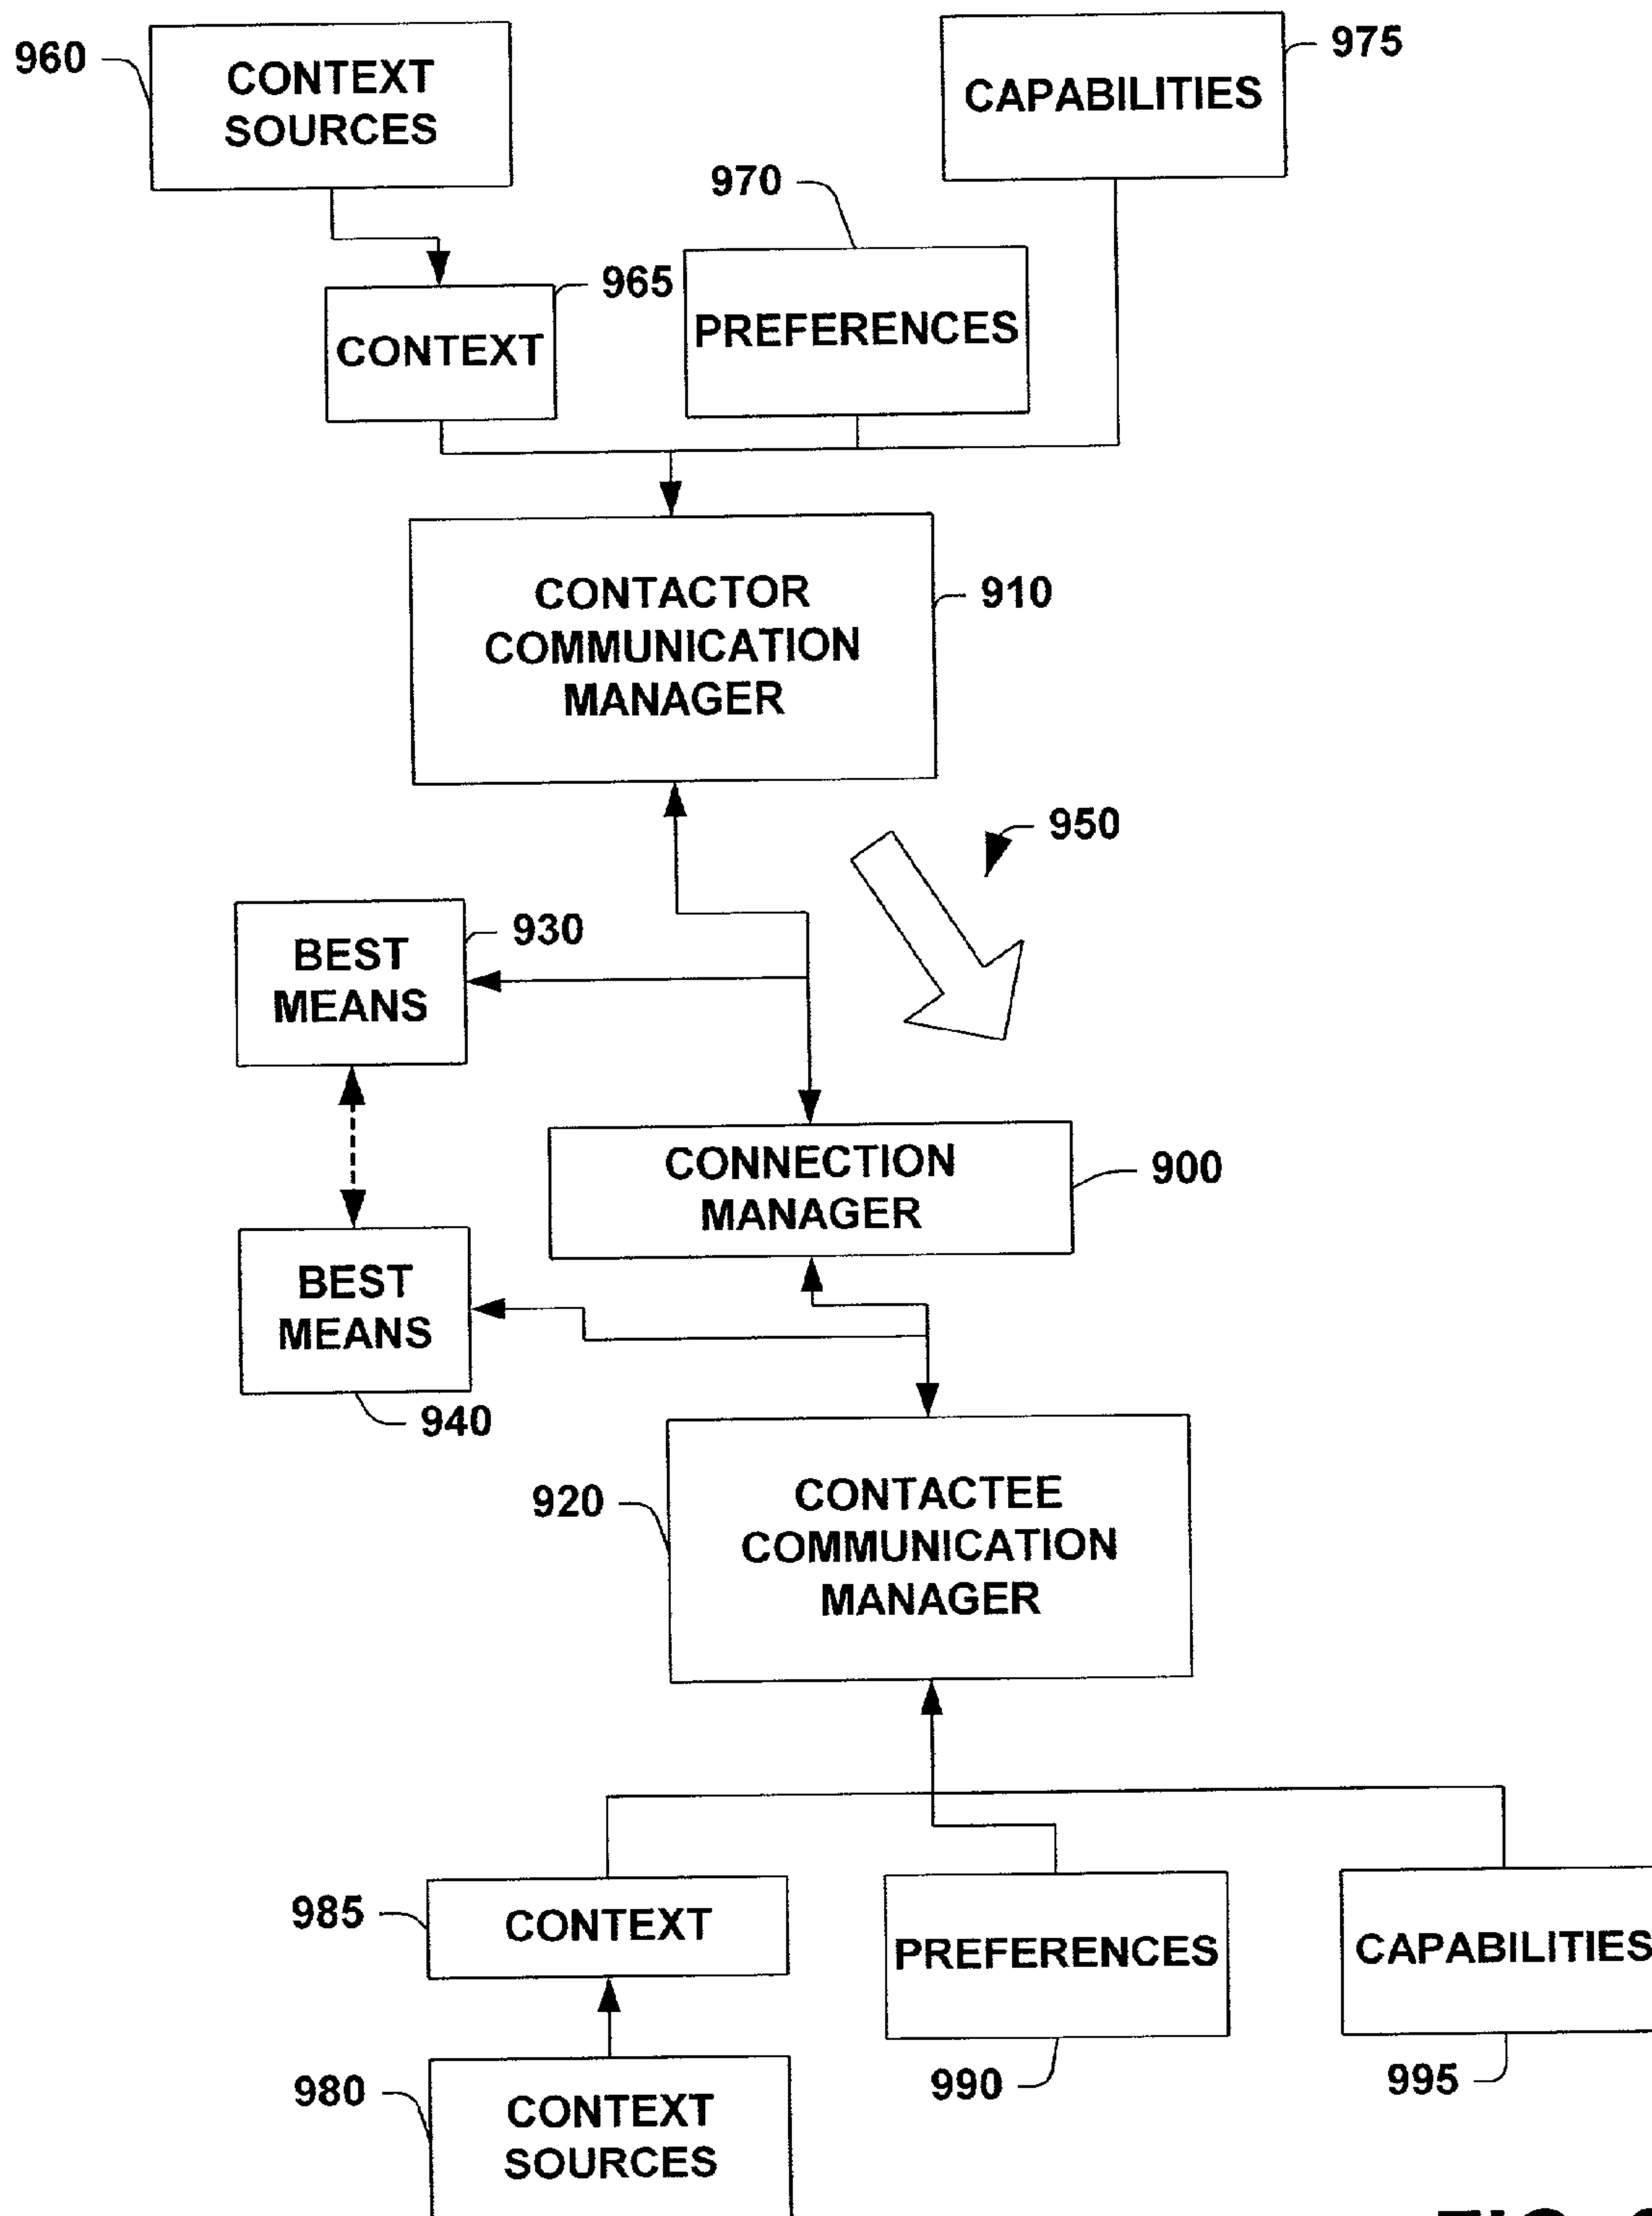 960
CONTEXT
SOURCES
CAPABILITIES
975
970
965
PREFERENCES
CONTEXT
CONTACTOR
COMMUNICATION
MANAGER
910
950
BEST
MEANS
930
CONNECTION
MANAGER
900
BEST
MEANS
940
920
CONTACTEE
COMMUNICATION
MANAGER
985
CONTEXT
PREFERENCES
CAPABILITIES
990
995
980
CONTEXT
SOURCES